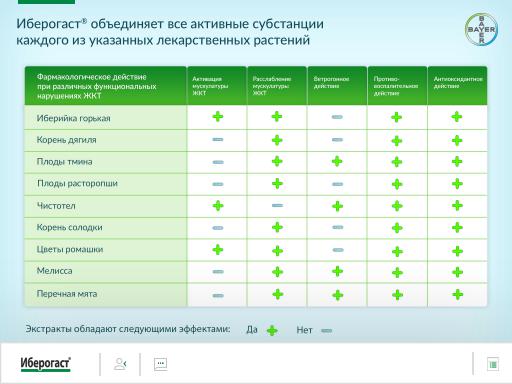 Иберогаст® объединяет все активные субстанции
каждого из указанных лекарственных растений
BAYER
BAYER
Фармакологическое действие
при различных функциональных
нарушениях ЖКТ
Активация
мускулатуры
ЖКТ
Расслабление
мускулатуры
ЖКТ
Ветрогонное
действие
Противо-
воспалительное
действие
Антиоксидантное
действие
Иберийка горькая
Корень дягиля
Плоды тмина
Плоды расторопши
Чистотел
Корень солодки
Цветы ромашки
Мелисса
Перечная мята
Экстракты обладают следующими эффектами: Да Нет
Иберогаст®